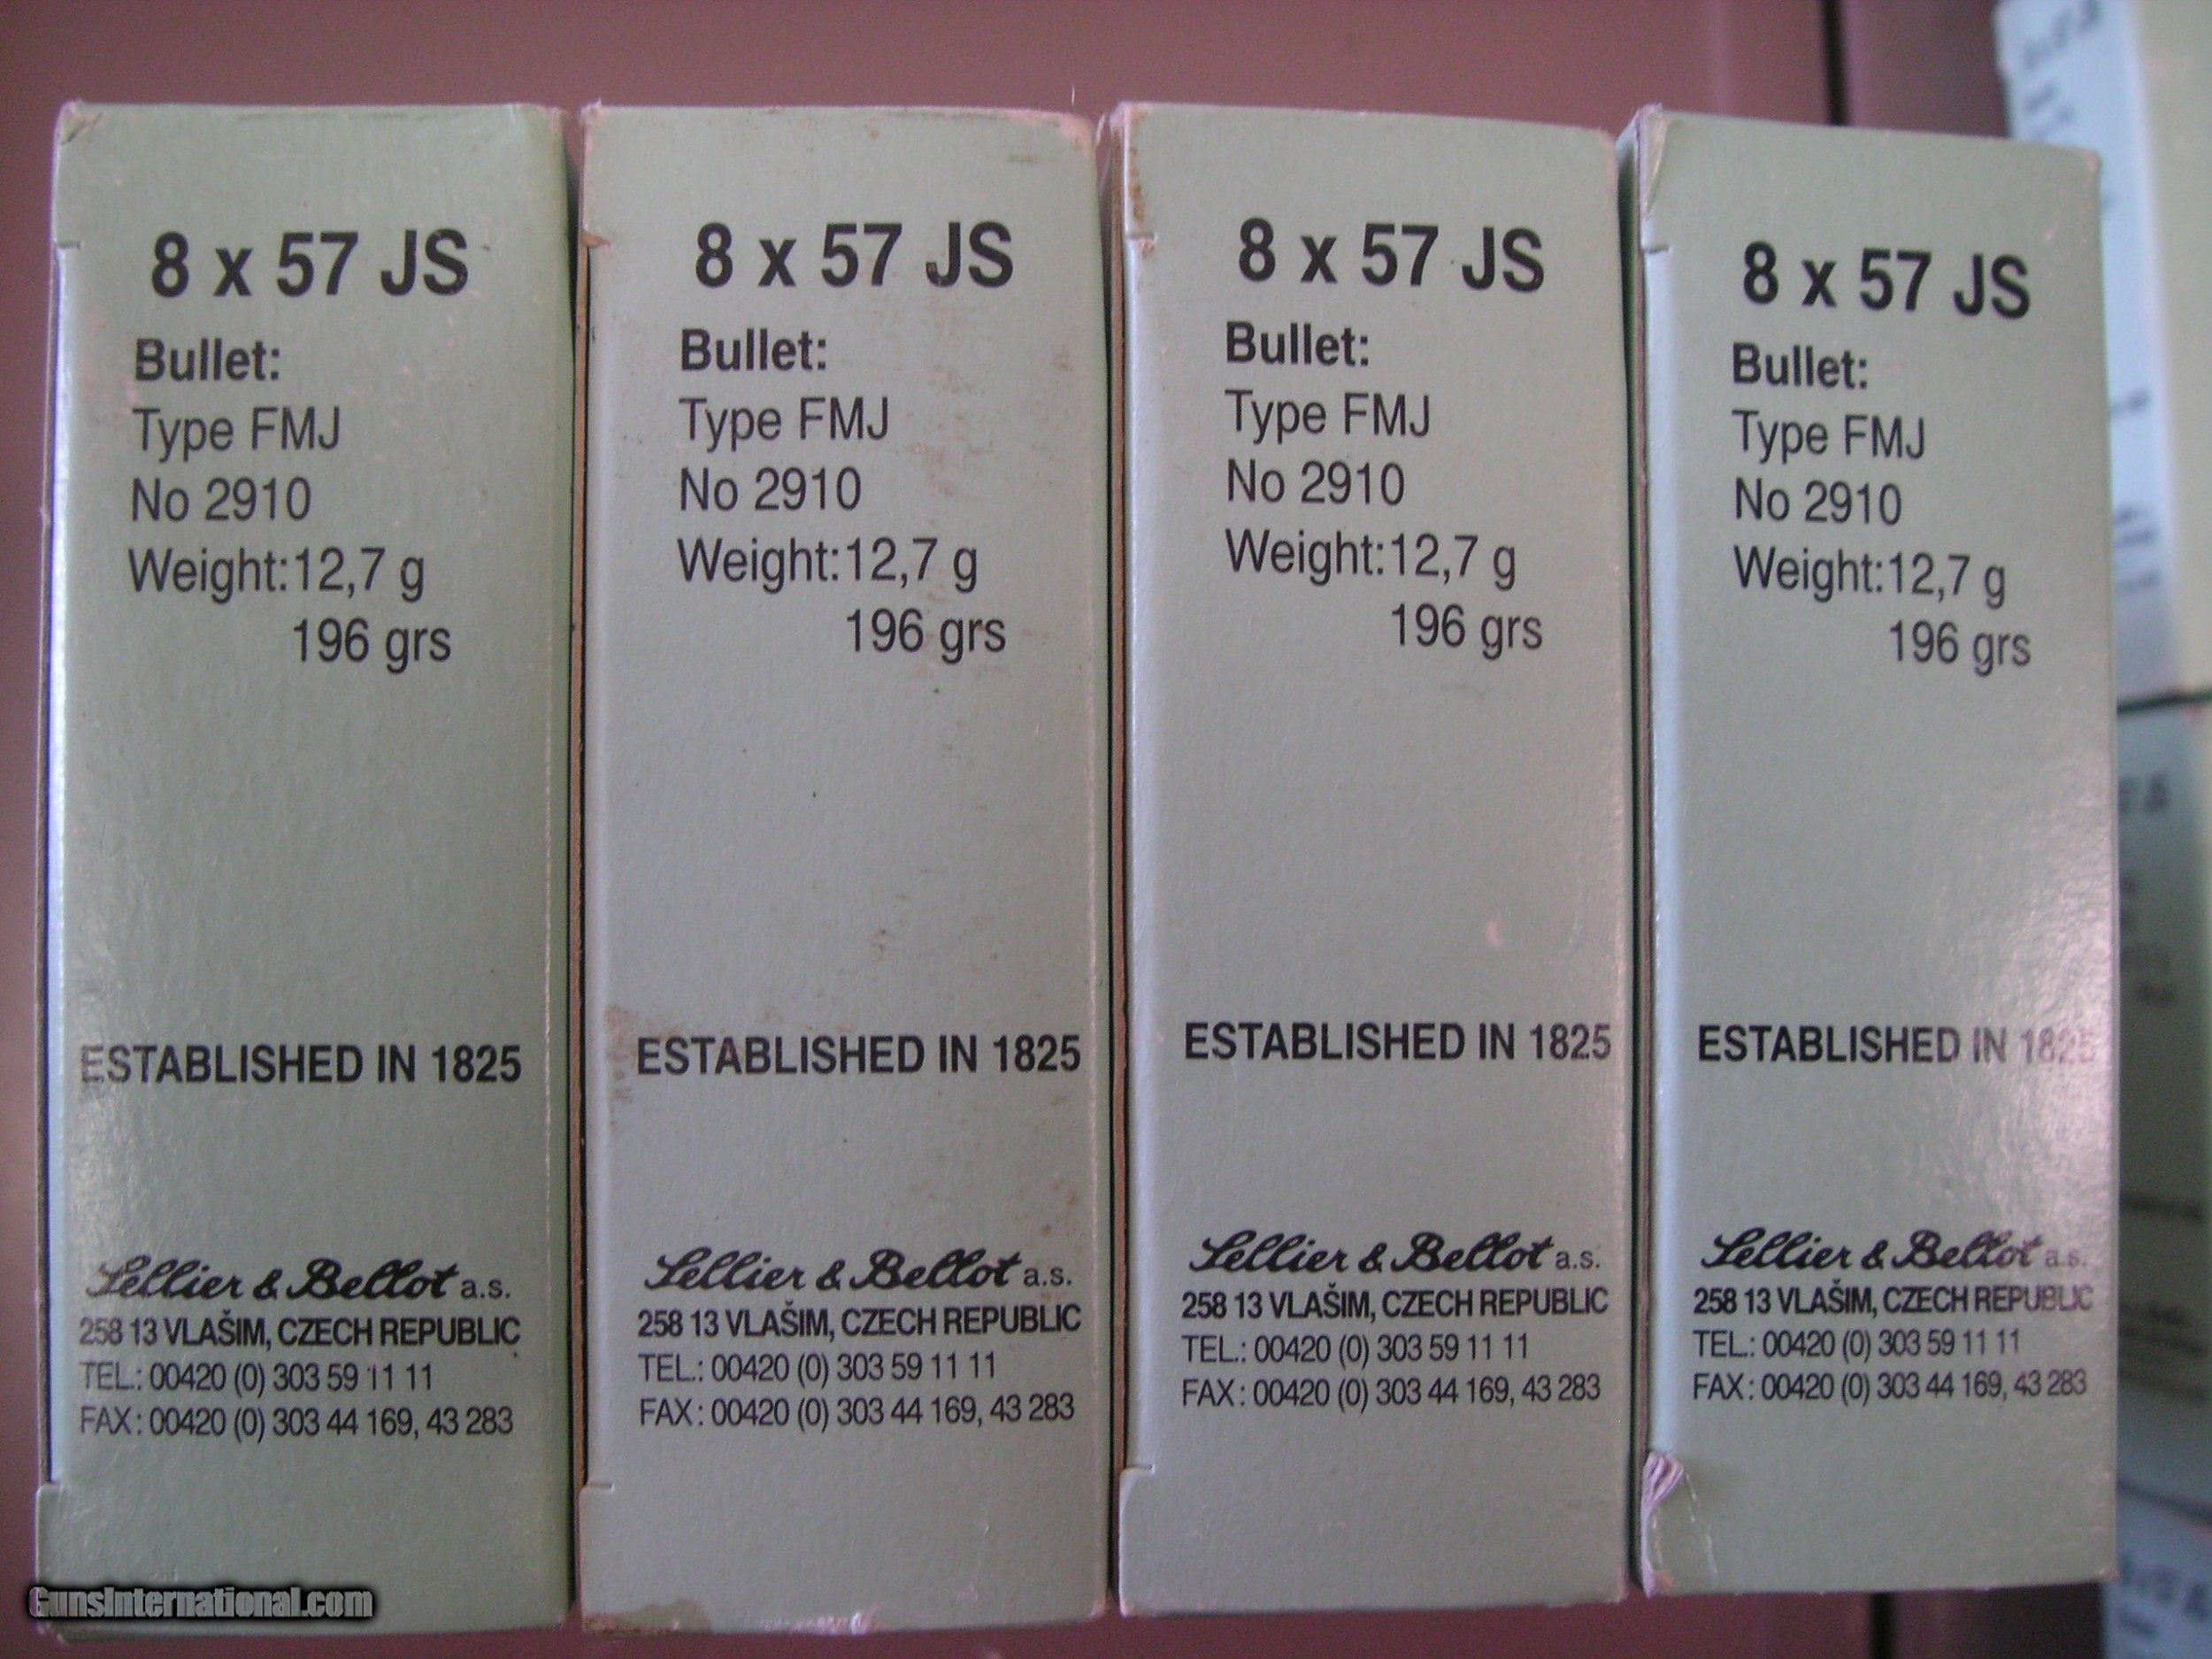 8 x 57 JS
Bullet:
Type FMJ
No 2910
Weight:12,7 g
196 grs
ESTABLISHED IN 1825
Sellier & Bellot a.s.
258 13 VLAŠIM, CZECH REPUBLIC
TEL.: 00420 (0) 303 59 11 11
FAX: 00420 (0) 303 44 169, 43 283
8 x 57 JS
Bullet:
Type FMJ
No 2910
Weight:12,7 g
196 grs
ESTABLISHED IN 1825
Sellier & Bellot a.s.
258 13 VLAŠIM, CZECH REPUBLIC
TEL.: 00420 (0) 303 59 11 11
FAX: 00420 (0) 303 44 169, 43 283
8 x 57 JS
Bullet:
Type FMJ
No 2910
Weight:12,7 g
196 grs
ESTABLISHED IN 1825
Sellier & Bellot a.s.
258 13 VLAŠIM, CZECH REPUBLIC
TEL.: 00420 (0) 303 59 11 11
FAX: 00420 (0) 303 44 169, 43 283
8 x 57 JS
Bullet:
Type FMJ
No 2910
Weight:12,7 g
196 grs
ESTABLISHED IN 1825
Sellier & Bellot a.s.
258 13 VLAŠIM, CZECH REPUBLIC
TEL.: 00420 (0) 303 59 11 11
FAX: 00420 (0) 303 44 169, 43 283
GunsInternational.com